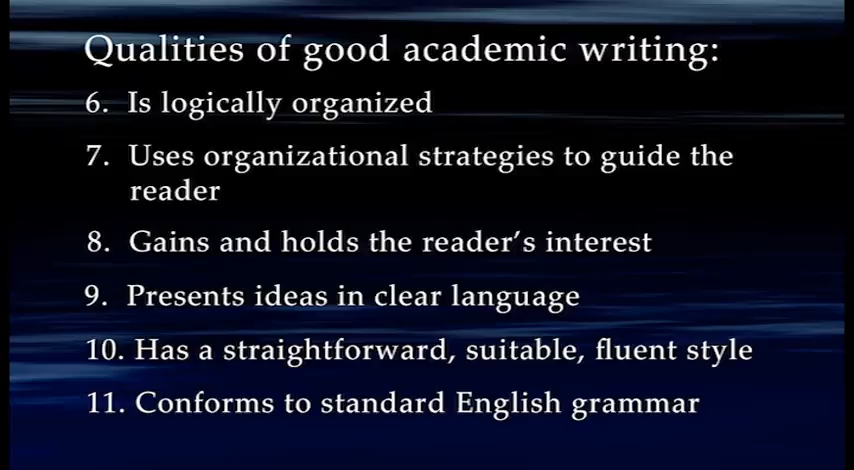 Qualities of good academic writing:
6. Is logically organized
7. Uses organizational strategies to guide the
reader
8. Gains and holds the reader's interest
9. Presents ideas in clear language
10. Has a straightforward, suitable, fluent style
11. Conforms to standard English grammar